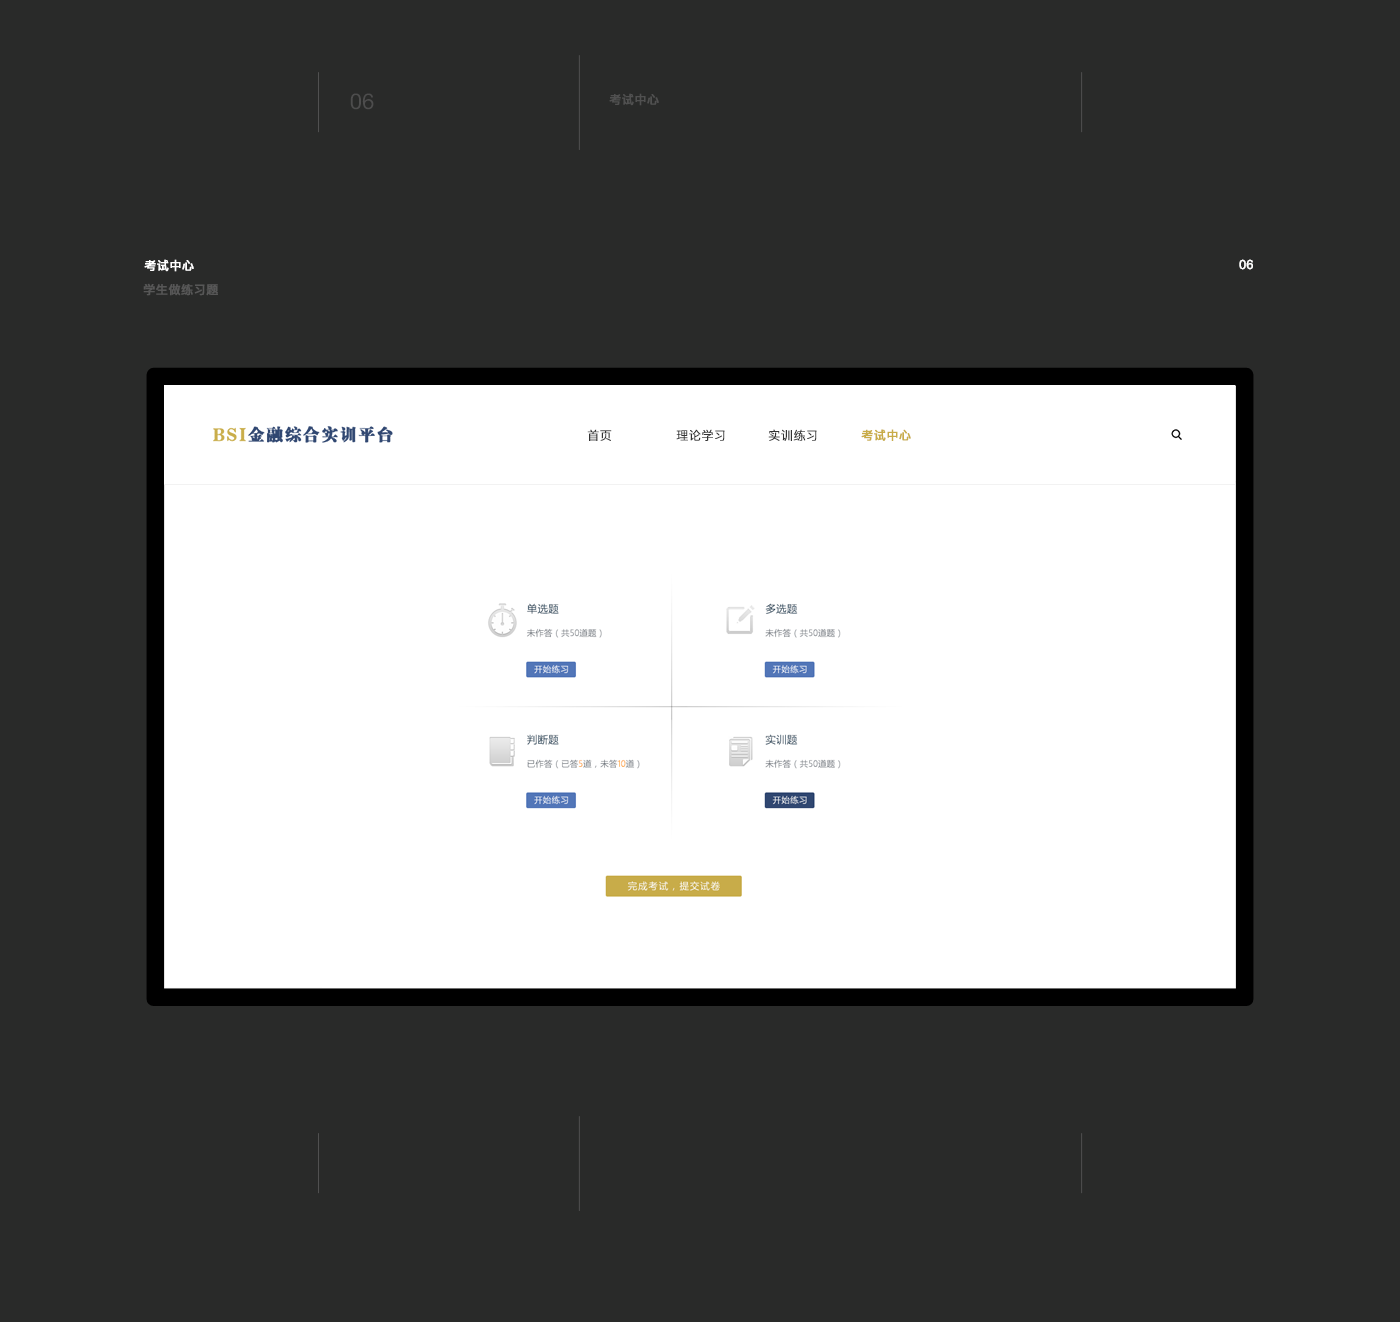 06
考试中心
考试中心
06
学生做练习题
BSI金融综合实训平台
首页
理论学习
实训练习
考试中心
单选题
未作答（共50道题）
开始练习
多选题
未作答（共50道题）
开始练习
判断题
已作答（已答5道，未答10道）
开始练习
实训题
未作答（共50道题）
开始练习
完成考试，提交试卷